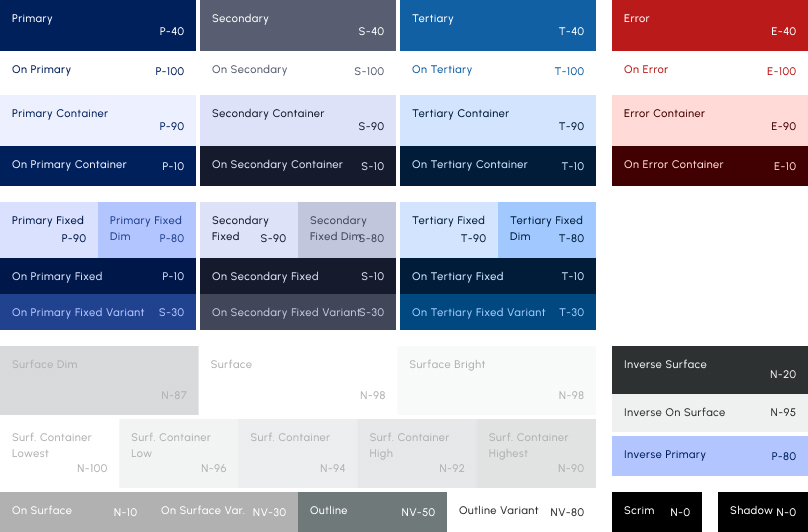 Primary
P-40
Secondary
S-40
Tertiary
T-40
Error
E-40
On Primary
P-100
On Secondary
S-100
On Tertiary
T-100
On Error
E-100
Primary Container
P-90
Secondary Container
S-90
Tertiary Container
T-90
Error Container
E-90
On Primary Container
P-10
On Secondary Container
S-10
On Tertiary Container
T-10
On Error Container
E-10
Primary Fixed
P-90
Primary Fixed
Dim
P-80
Secondary
Fixed
S-90
Secondary
Fixed Dim
S-80
Tertiary Fixed
T-90
Tertiary Fixed
Dim
T-80
On Primary Fixed
P-10
On Secondary Fixed
S-10
On Tertiary Fixed
T-10
On Primary Fixed Variant
S-30
On Secondary Fixed Variant
S-30
On Tertiary Fixed Variant
T-30
Surface Dim
N-87
Surface
N-98
Surface Bright
N-98
Inverse Surface
N-20
Inverse On Surface
N-95
Surf. Container
Lowest
N-100
Surf. Container
Low
N-96
Surf. Container
N-94
Surf. Container
High
N-92
Surf. Container
Highest
N-90
Inverse Primary
P-80
On Surface
N-10
On Surface Var.
NV-30
Outline
NV-50
Outline Variant
NV-80
Scrim
N-0
Shadow
N-0